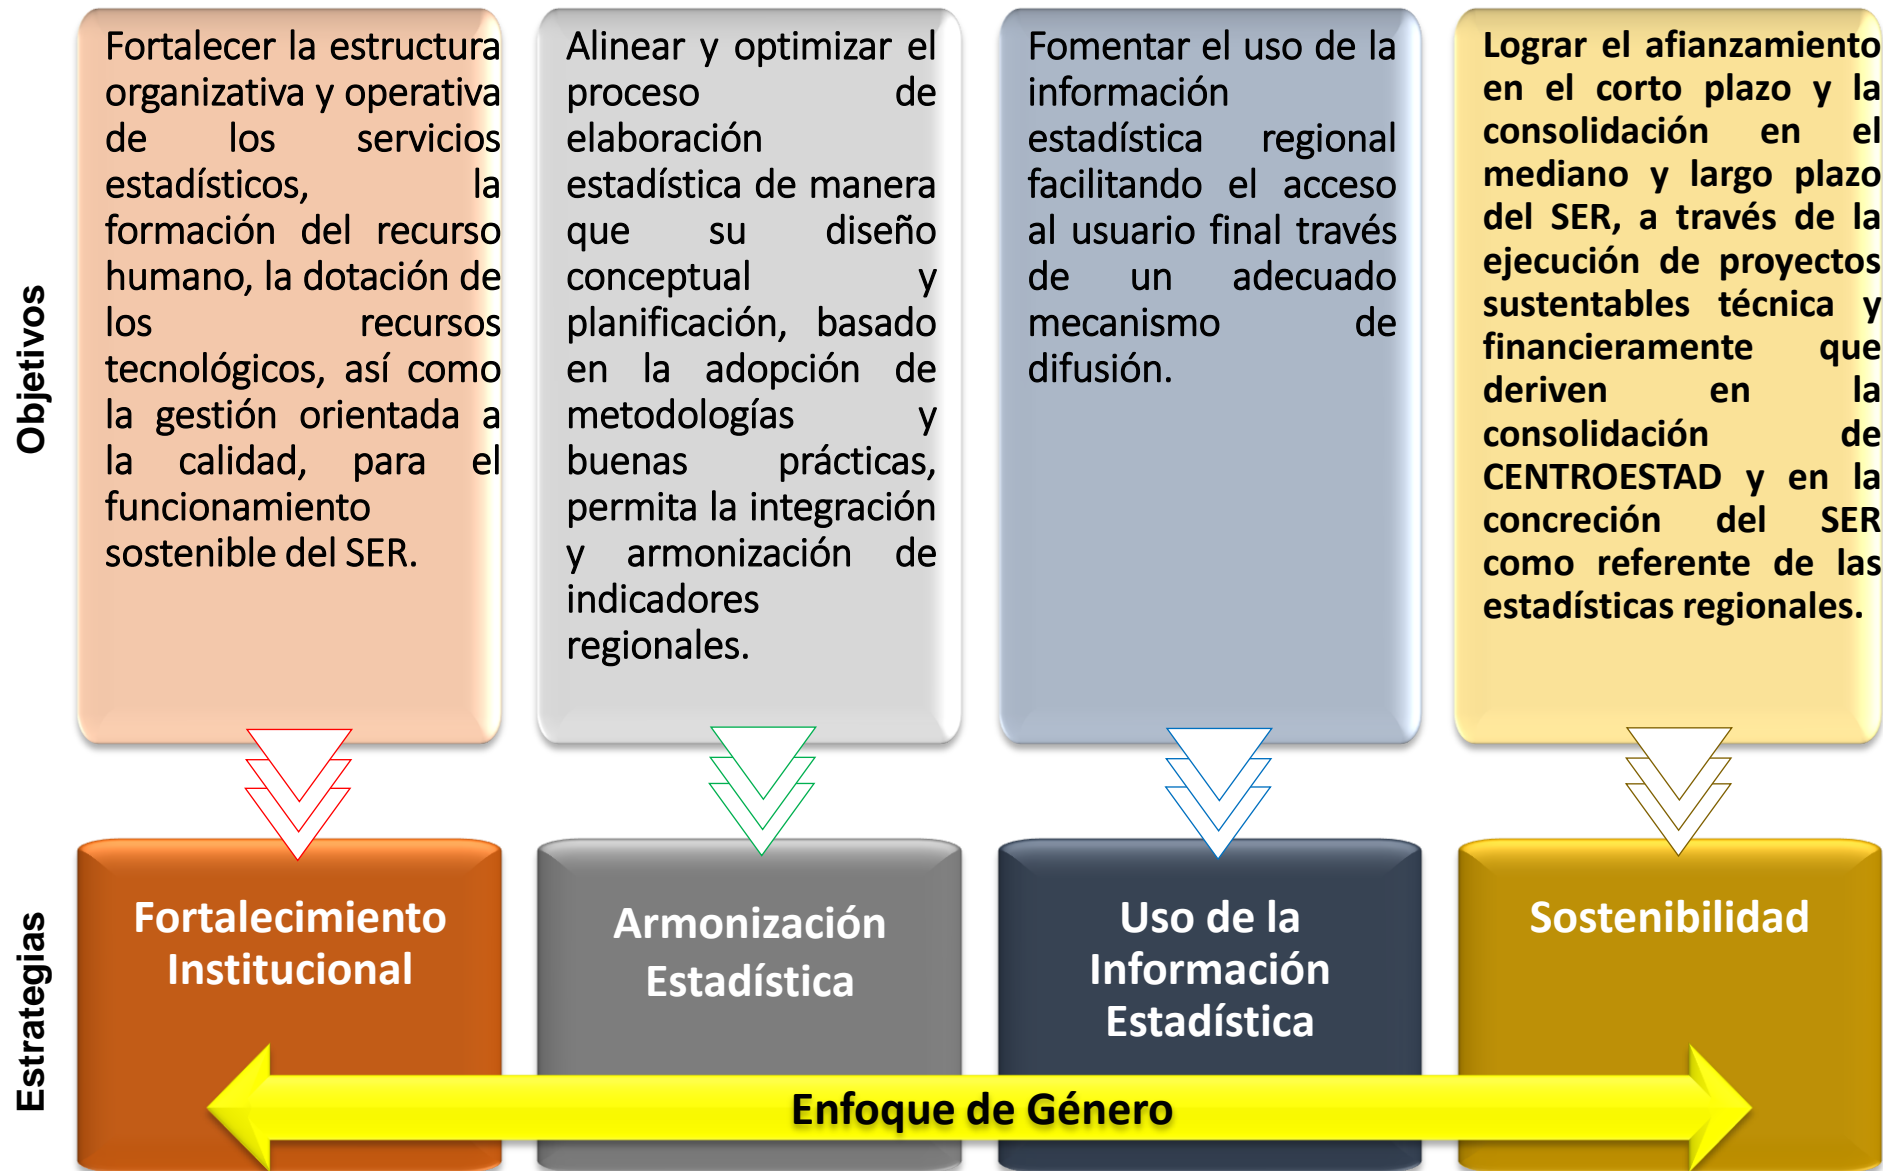 Objetivos
Fortalecer la estructura
organizativa y operativa
de los servicios
estadísticos, la
formación del recurso
humano, la dotación de
los recursos
tecnológicos, así como
la gestión orientada a
la calidad, para el
funcionamiento
sostenible del SER.
Alinear y optimizar el
proceso de
elaboración
estadística de manera
que su diseño
conceptual y
planificación, basado
en la adopción de
metodologías y
buenas prácticas,
permita la integración
y armonización de
indicadores
regionales.
Fomentar el uso de la
información
estadística regional
facilitando el acceso
al usuario final través
de un adecuado
mecanismo de
difusión.
Lograr el afianzamiento
en el corto plazo y la
consolidación en el
mediano y largo plazo
del SER, a través de la
ejecución de proyectos
sustentables técnica y
financieramente que
deriven en la
consolidación de
CENTROESTAD y en la
concreción del SER
como referente de las
estadísticas regionales.
Estrategias
Fortalecimiento
Institucional
Armonización
Estadística
Uso de la
Información
Estadística
Sostenibilidad
Enfoque de Género